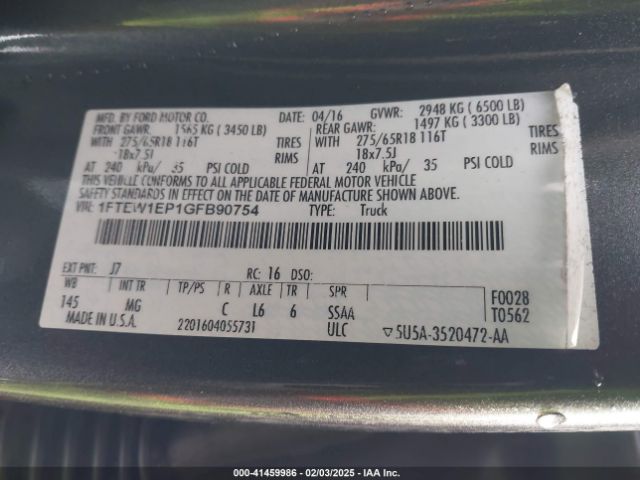 MFD. BY FORD MOTOR CO. DATE: 04/16 GVWR: 2948 KG ( 6500 LB)
FRONT GAWR: 1565 KG ( 3450 LB) REAR GAWR: 1497 KG ( 3300 LB)
WITH 275/65R18 116T TIRES WITH 275/65R18 116T TIRES
18x7.5J RIMS 18x7.5J RIMS
AT 240 kPa/ 35 PSI COLD AT 240 kPa/ 35 PSI COLD
THIS VEHICLE CONFORMS TO ALL APPLICABLE FEDERAL MOTOR VEHICLE
SAFETY STANDARDS IN EFFECT ON THE DATE OF MANUFACTURE SHOWN ABOVE
VIN: 1FTEW1EP1GFB90754 TYPE: Truck
EXT PNT: J7 RC: 16 DSO:
WB INT TR TP/PS R AXLE TR SPR F0028
145 MG C L6 6 SSAA T0562
MADE IN U.S.A. 2201604055731 ULC ▽5U5A-3520472-AA
000-41459986 - 02/03/2025 - IAA Inc.